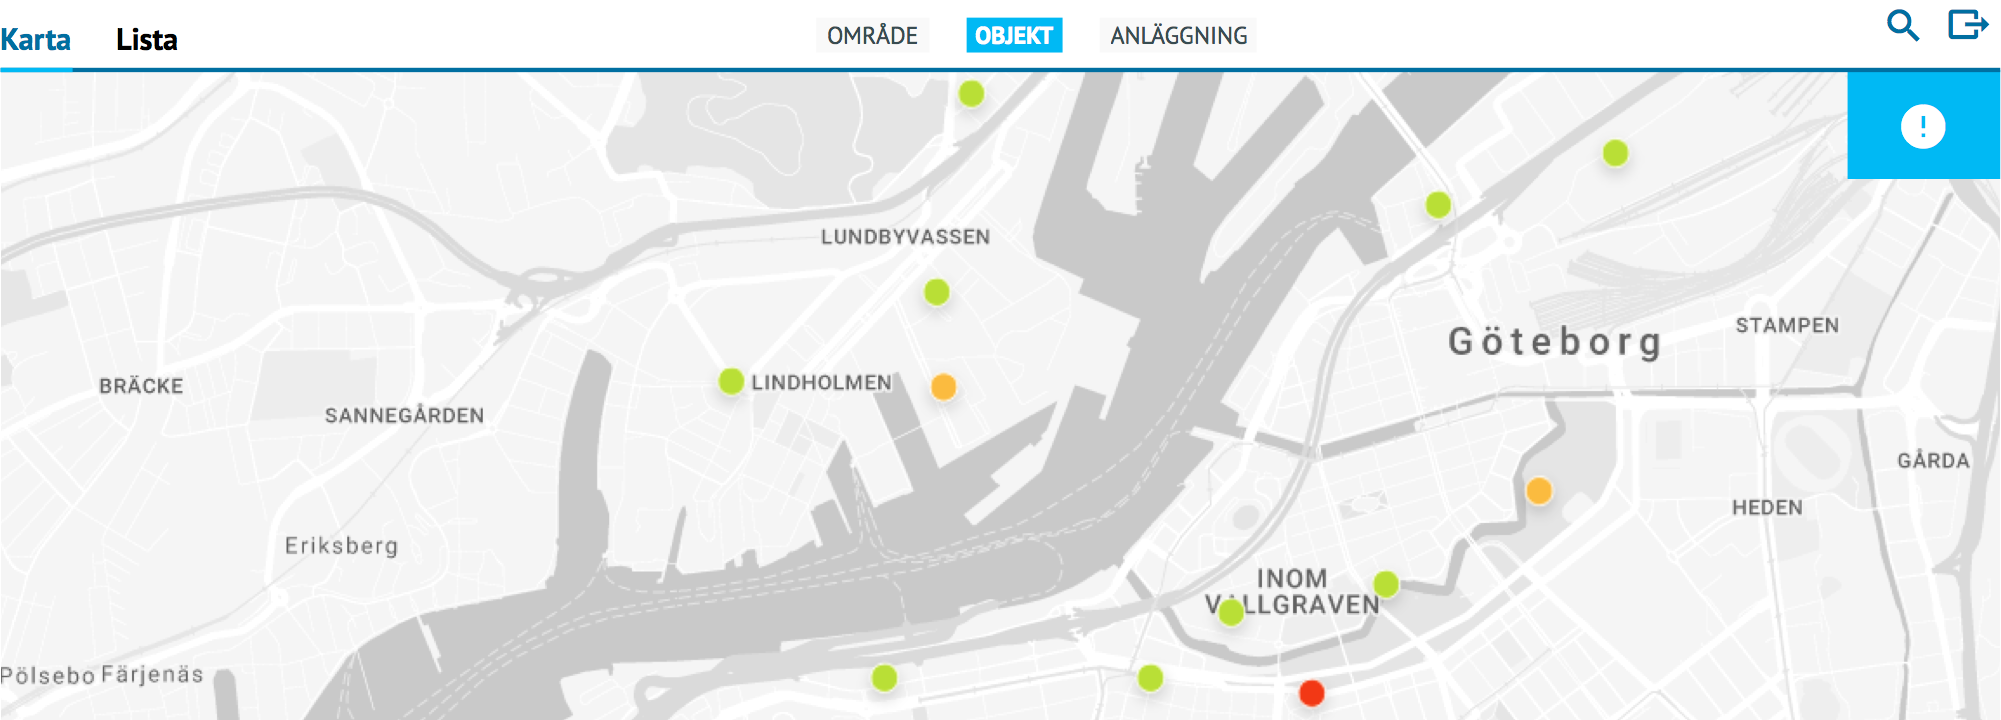 Karta
Lista
OMRÅDE
OBJEKT
ANLÄGGNING
!
LUNDBYVASSEN
Göteborg
STAMPEN
BRÄCKE
LINDHOLMEN
SANNEGÅRDEN
GÅRDA
HEDEN
Eriksberg
INOM
VALLGRAVEN
Pölsebo
Färjenäs